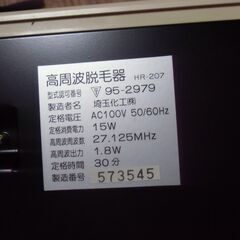 高周波脱毛器 HR-207
型式認可番号 95-2979
製造者名 埼玉化工㈱
定格電圧 AC100V 50/60Hz
定格消費電力 15W
高周波周波数 27.125MHz
高周波出力 1.8W
定格時間 30分
製造番号 573545